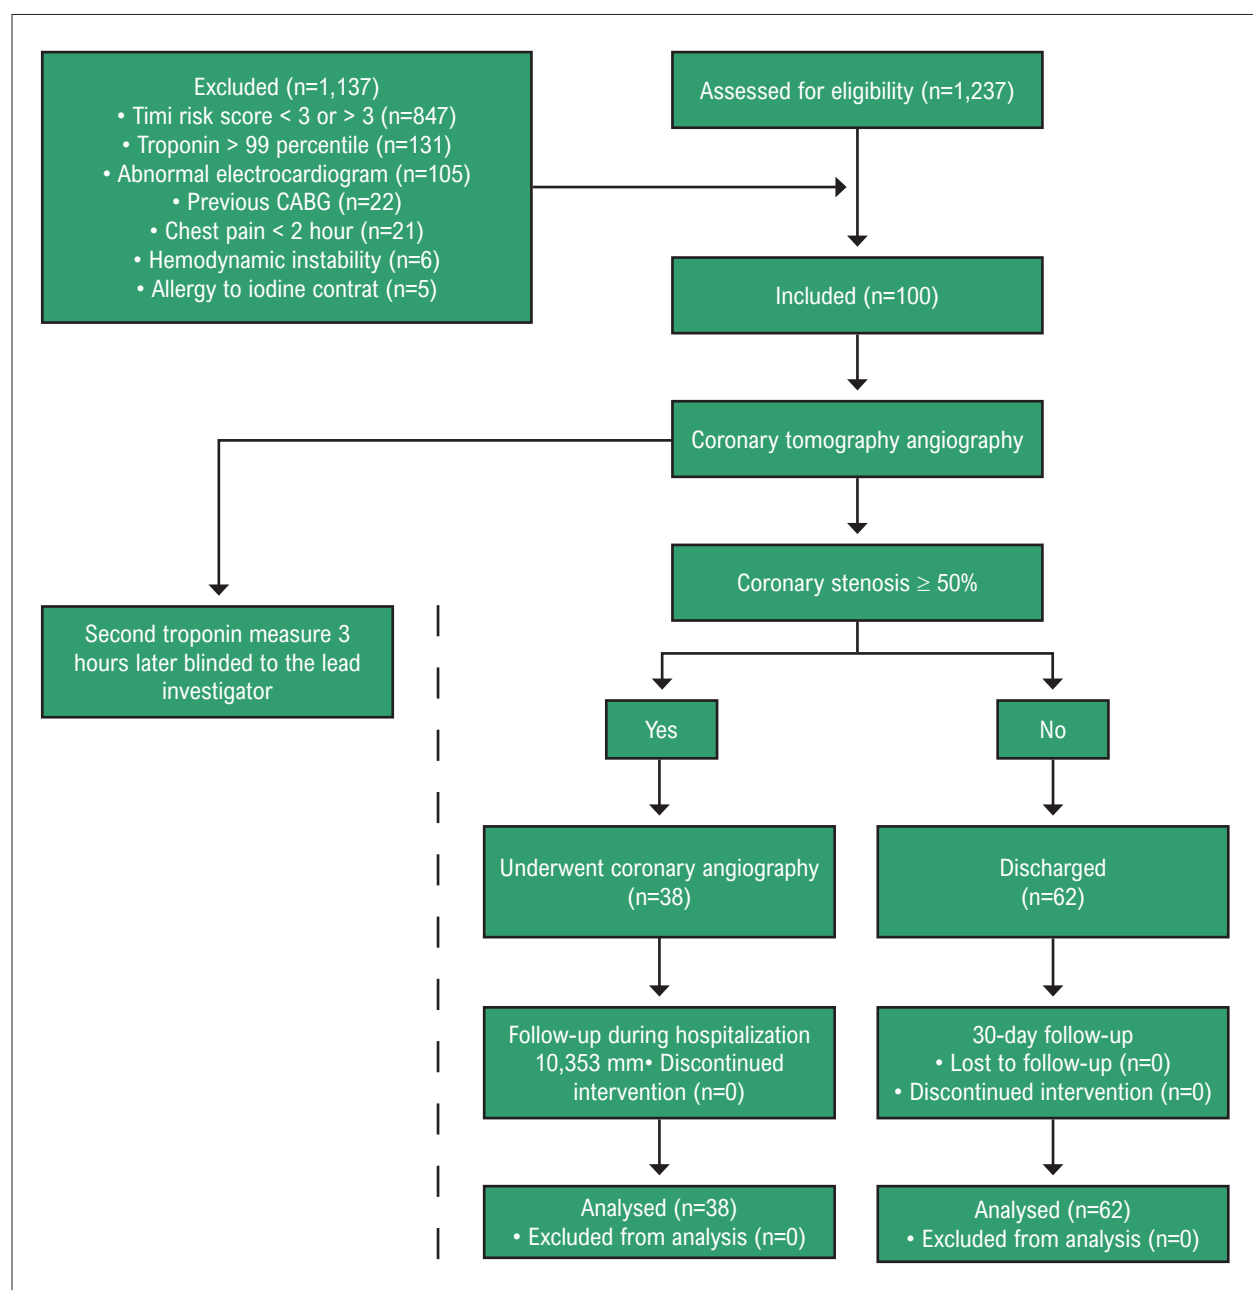 Excluded (n=1,137)
• Timi risk score < 3 or > 3 (n=847)
• Troponin > 99 percentile (n=131)
• Abnormal electrocardiogram (n=105)
• Previous CABG (n=22)
• Chest pain < 2 hour (n=21)
• Hemodynamic instability (n=6)
• Allergy to iodine contrat (n=5)
Assessed for eligibility (n=1,237)
Included (n=100)
Coronary tomography angiography
Coronary stenosis ≥ 50%
Second troponin measure 3
hours later blinded to the lead
investigator
Yes
No
Underwent coronary angiography
(n=38)
Discharged
(n=62)
Follow-up during hospitalization
10,353 mm• Discontinued
intervention (n=0)
30-day follow-up
• Lost to follow-up (n=0)
• Discontinued intervention (n=0)
Analysed (n=38)
• Excluded from analysis (n=0)
Analysed (n=62)
• Excluded from analysis (n=0)